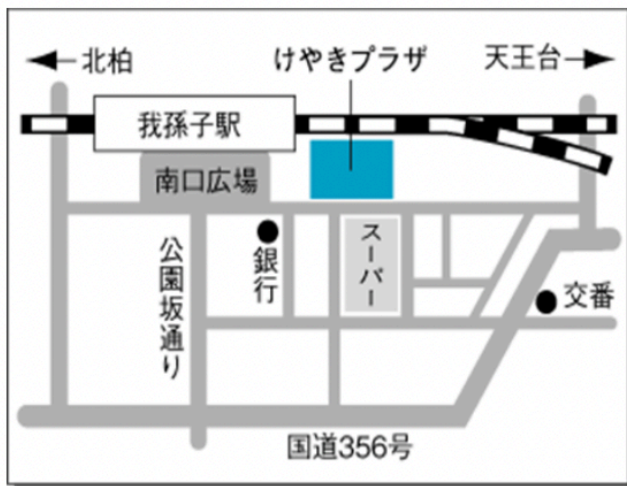 北柏
けやきプラザ
天王台
我孫子駅
南口広場
公園坂通り
銀行
スーパー
交番
国道356号